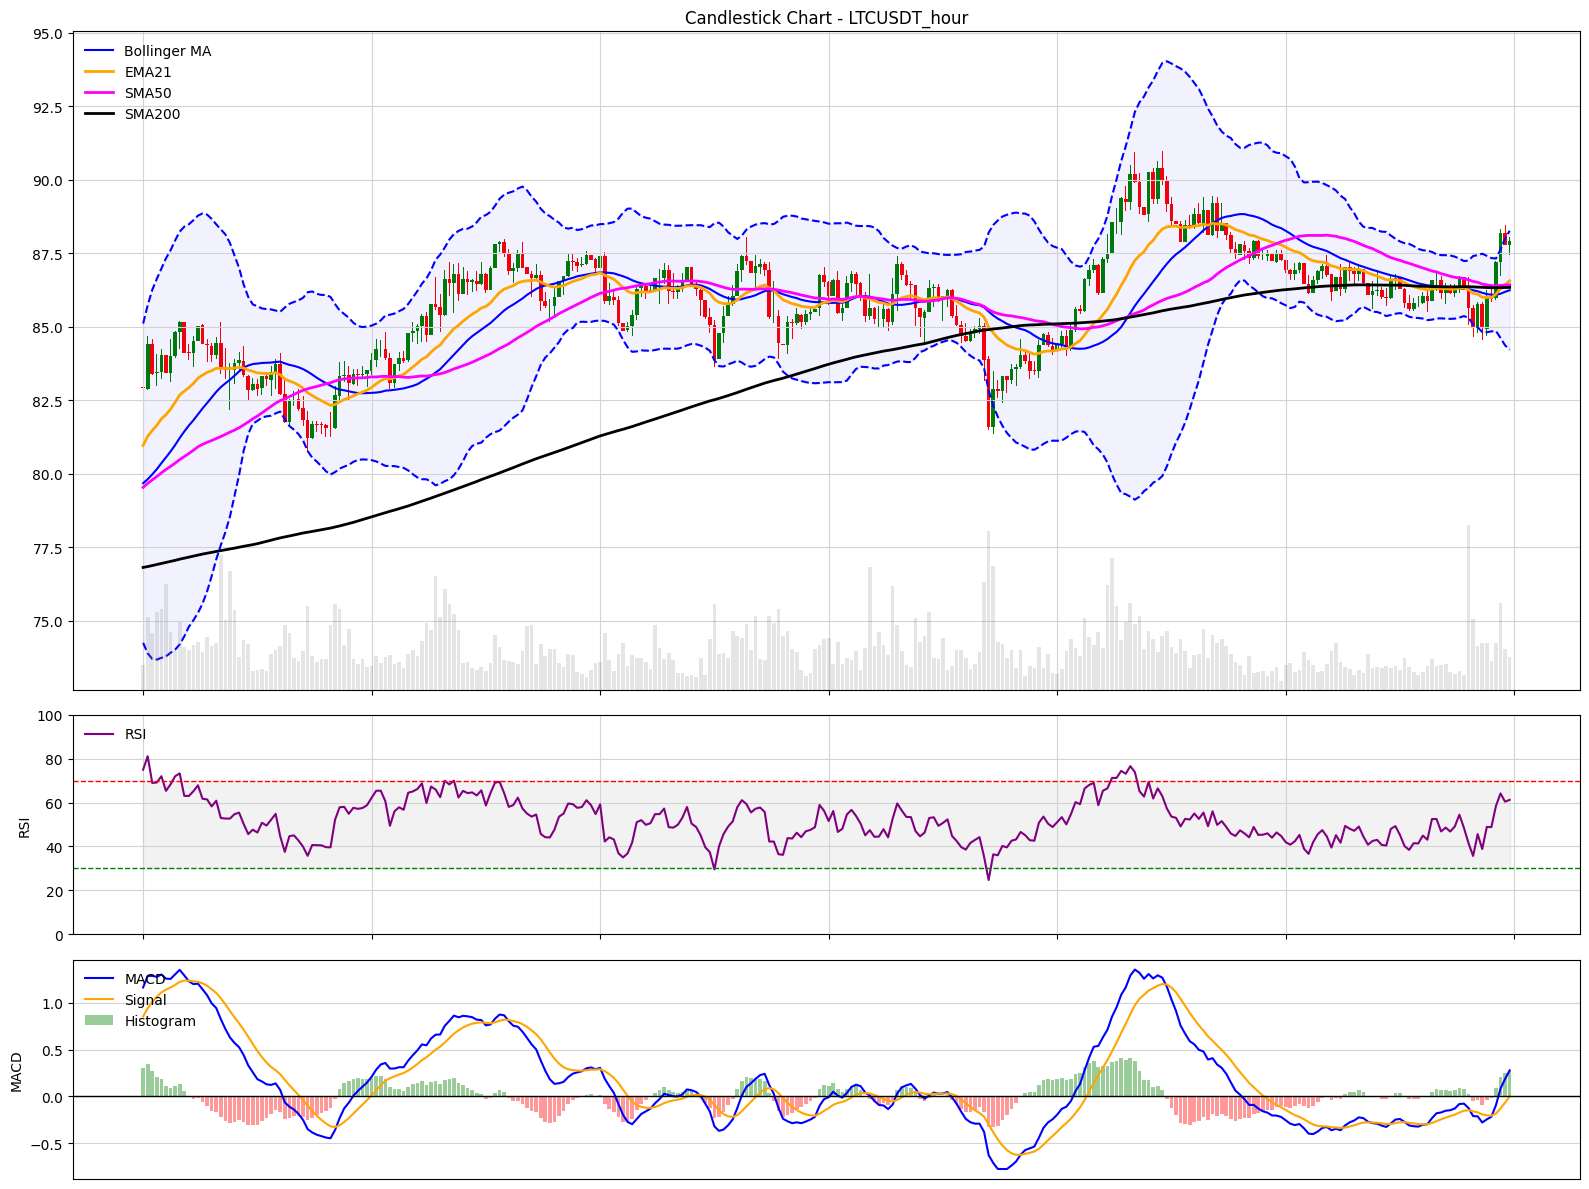 Candlestick Chart - LTCUSDT_hour
95.0
92.5
90.0
87.5
85.0
82.5
80.0
77.5
75.0
Bollinger MA
EMA21
SMA50
SMA200
100
80
60
40
20
0
RSI
RSI
1.0
0.5
0.0
−0.5
MACD
MACD
Signal
Histogram